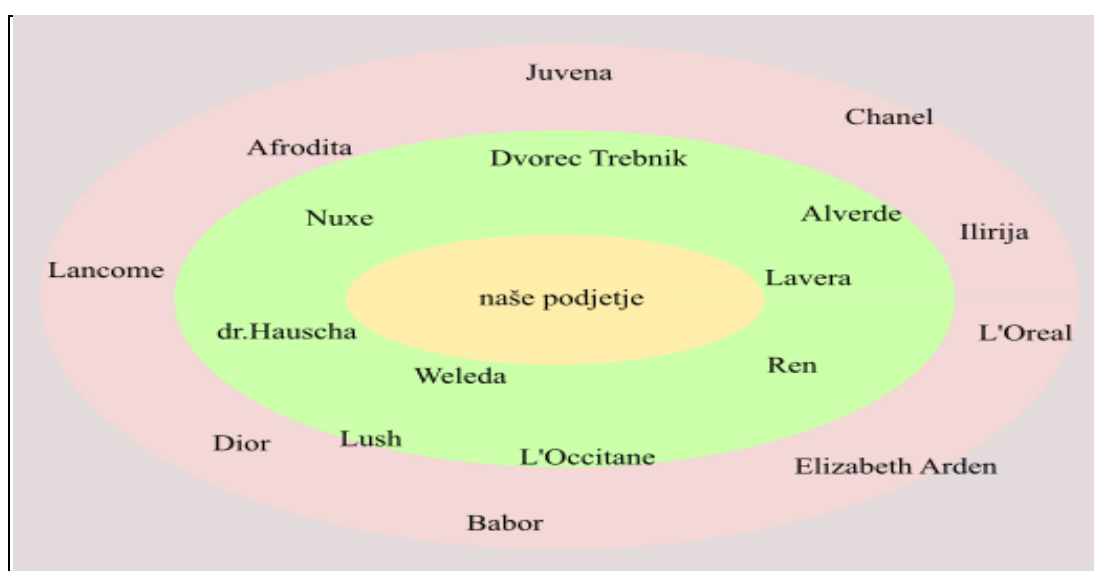 Juvena
Chanel
Afrodita
Dvorec Trebnik
Nuxe
Alverde
Ilirija
Lancome
Lavera
naše podjetje
dr.Hauscha
L'Oreal
Weleda
Ren
Dior
Lush
L'Occitane
Elizabeth Arden
Babor